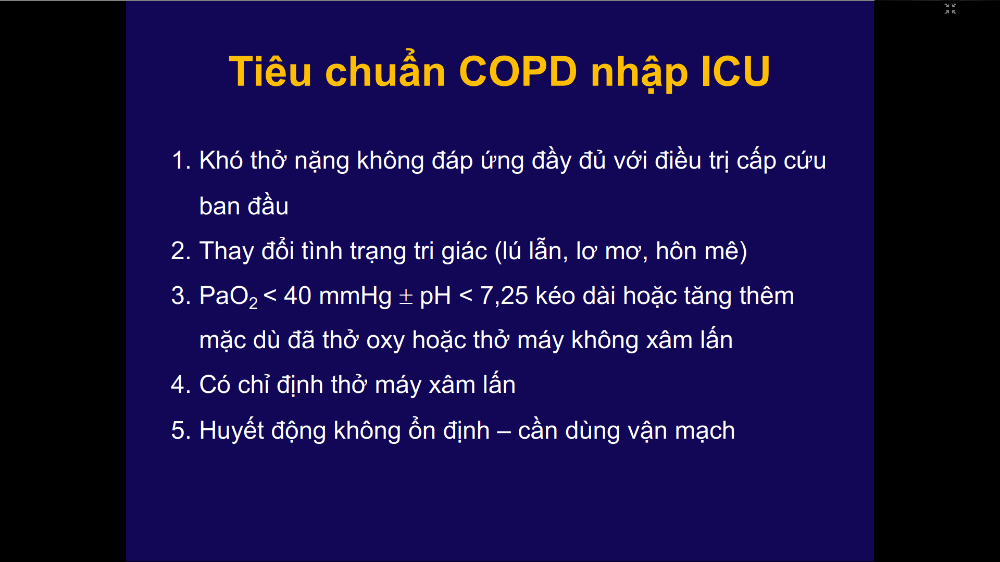 Tiêu chuẩn COPD nhập ICU
1. Khó thở nặng không đáp ứng đầy đủ với điều trị cấp cứu
ban đầu
2. Thay đổi tình trạng tri giác (lú lẫn, lơ mơ, hôn mê)
3. PaO₂ < 40 mmHg ± pH < 7,25 kéo dài hoặc tăng thêm
mặc dù đã thở oxy hoặc thở máy không xâm lấn
4. Có chỉ định thở máy xâm lấn
5. Huyết động không ổn định – cần dùng vận mạch